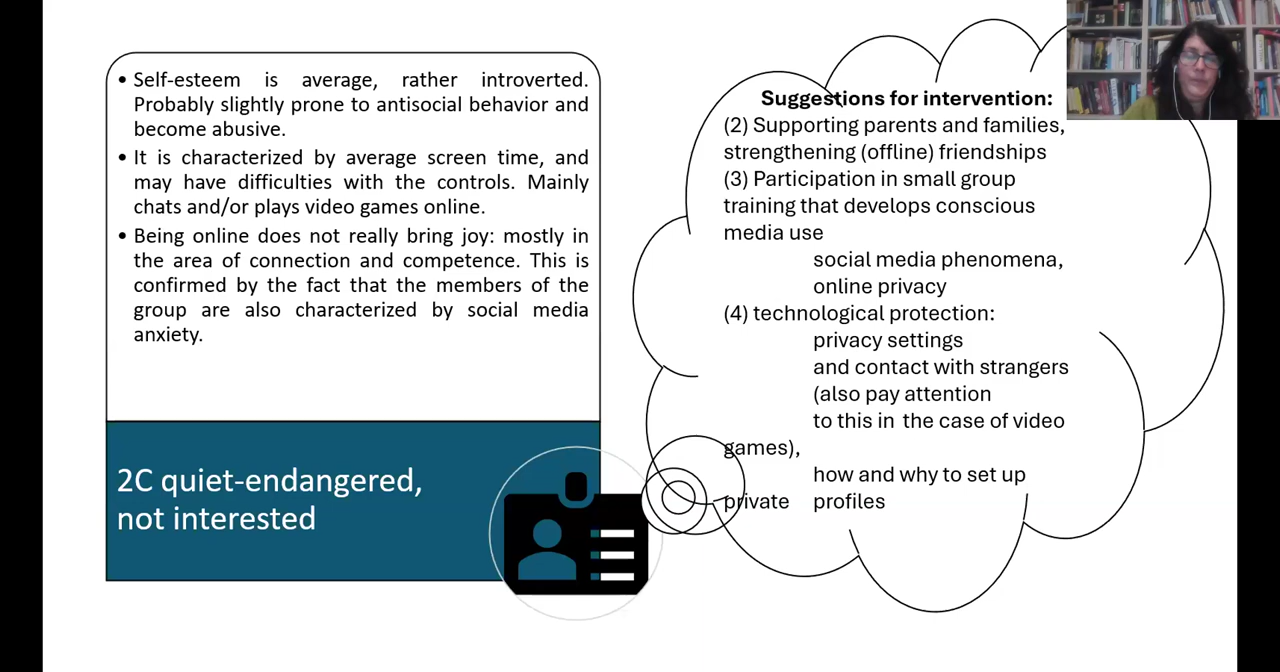 • Self-esteem is average, rather introverted.
Probably slightly prone to antisocial behavior and
become abusive.
• It is characterized by average screen time, and
may have difficulties with the controls. Mainly
chats and/or plays video games online.
• Being online does not really bring joy: mostly in
the area of connection and competence. This is
confirmed by the fact that the members of the
group are also characterized by social media
anxiety.
2C quiet-endangered,
not interested
Suggestions for intervention:
(2) Supporting parents and families,
strengthening (offline) friendships
(3) Participation in small group
training that develops conscious
media use
social media phenomena,
online privacy
(4) technological protection:
privacy settings
and contact with strangers
(also pay attention
to this in the case of video
games),
how and why to set up
private profiles